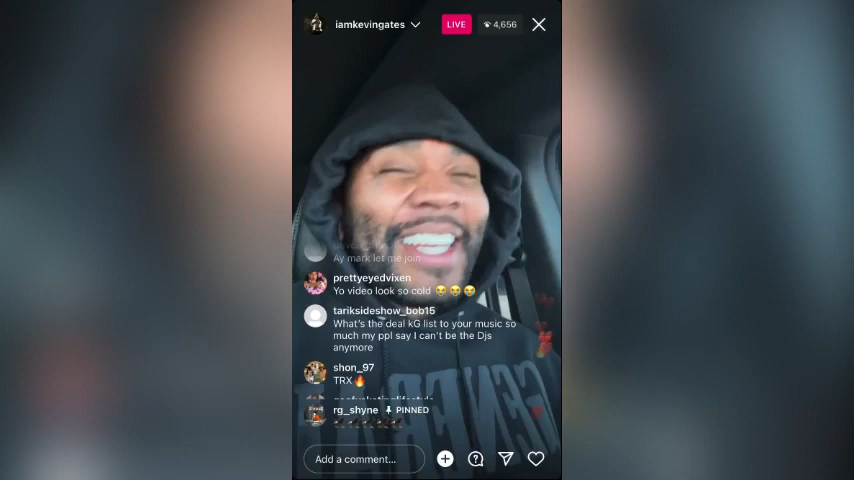 iamkevingates
LIVE
4,656
Ay mark let me join
prettyeyedvixen
Yo video look so cold 😭😭😭
tariksideshow_bob15
What's the deal kG list to your music so
much my ppl say I can't be the Djs
anymore
shon_97
TRX🔥
rg_shyne PINNED
Add a comment...